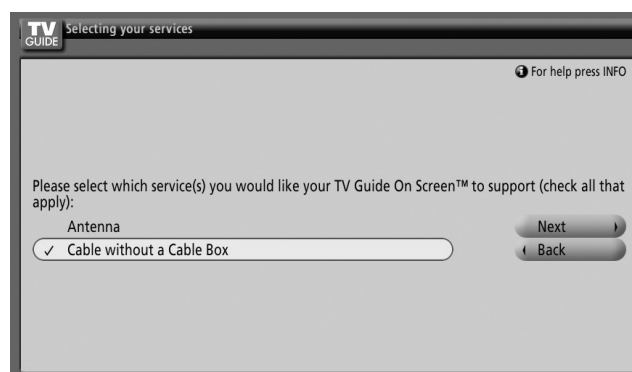 TV
GUIDE
Selecting your services
For help press INFO
Please select which service(s) you would like your TV Guide On Screen™ to support (check all that
apply):
Antenna
✓ Cable without a Cable Box
Next
Back